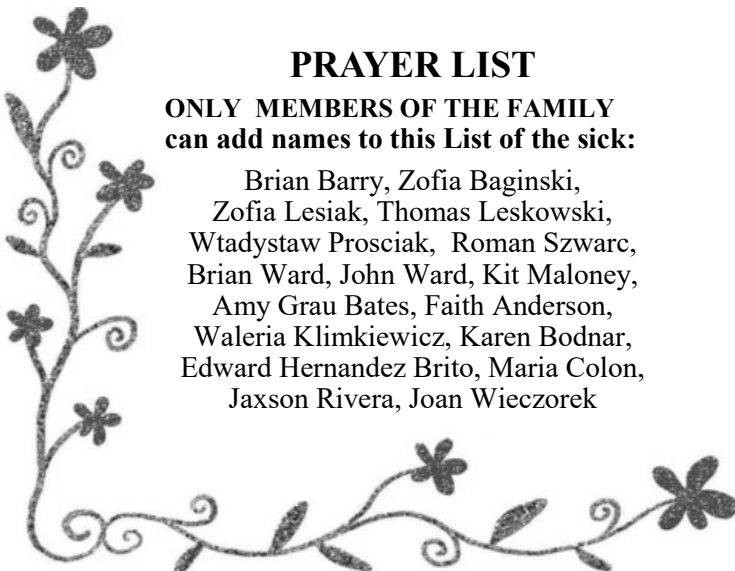 PRAYER LIST
ONLY MEMBERS OF THE FAMILY
can add names to this List of the sick:
Brian Barry, Zofia Baginski,
Zofia Lesiak, Thomas Leskowski,
Wtadystaw Prosciak, Roman Szwarc,
Brian Ward, John Ward, Kit Maloney,
Amy Grau Bates, Faith Anderson,
Waleria Klimkiewicz, Karen Bodnar,
Edward Hernandez Brito, Maria Colon,
Jaxson Rivera, Joan Wieczorek